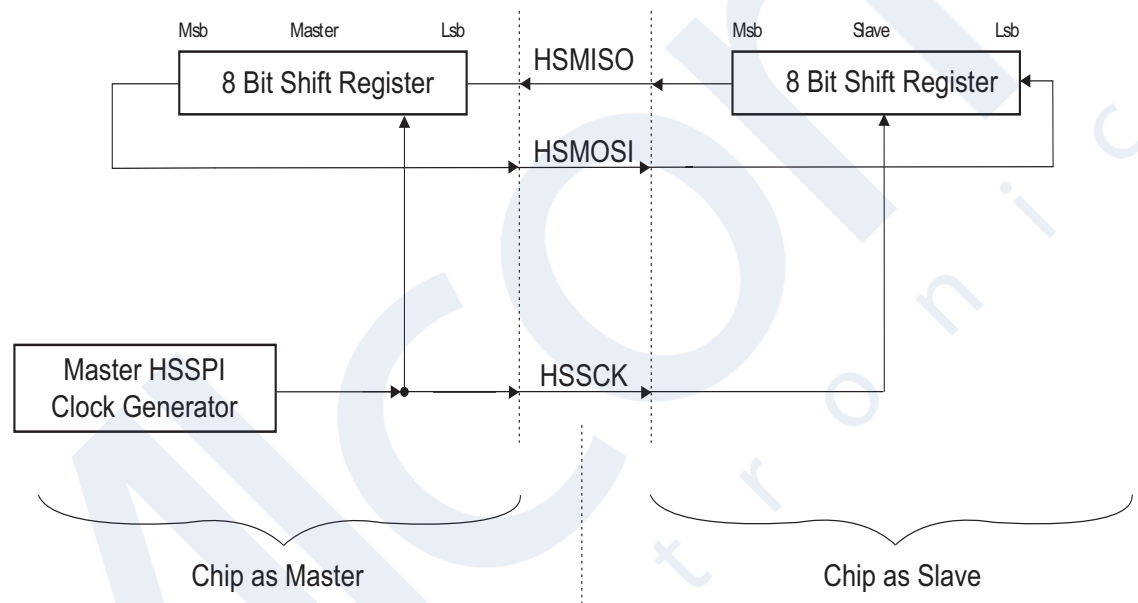 Msb Master Lsb
Msb Slave Lsb
8 Bit Shift Register
HSMISO
8 Bit Shift Register
HSMOSI
Master HSSPI
Clock Generator
HSSCK
Chip as Master
Chip as Slave